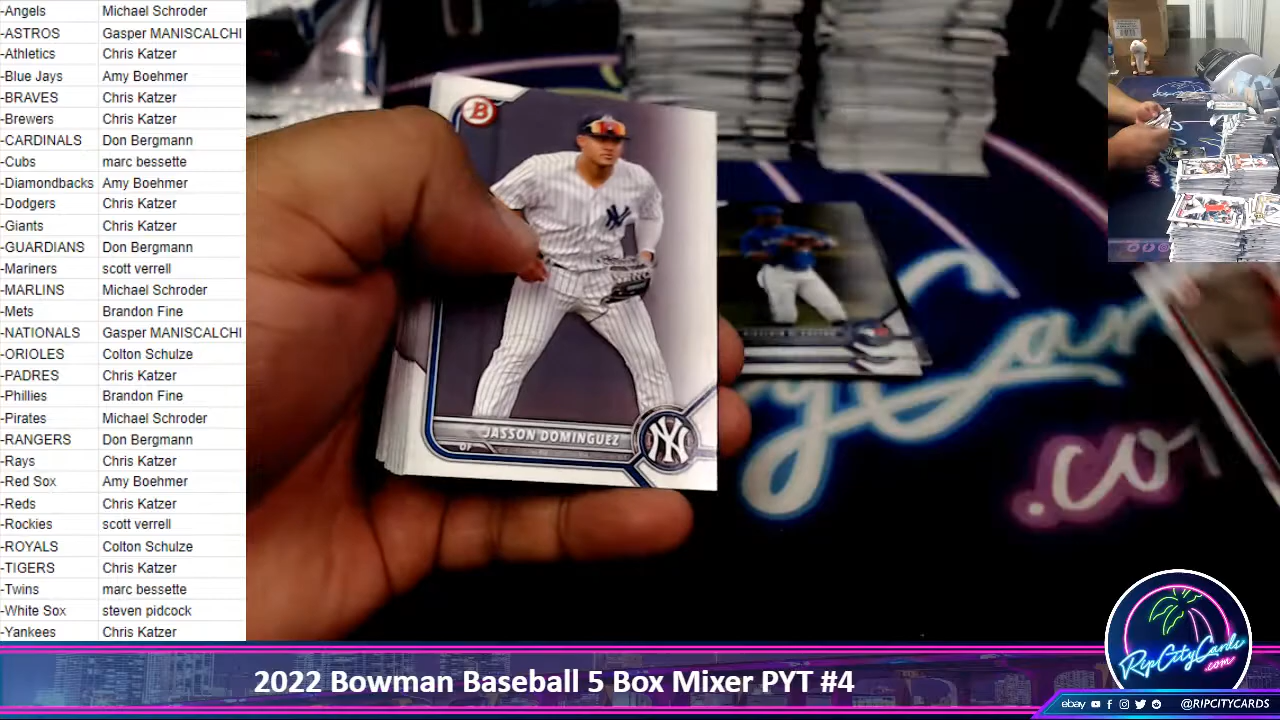 -Angels Michael Schroder
-ASTROS Gasper MANISCALCHI
-Athletics Chris Katzer
-Blue Jays Amy Boehmer
-BRAVES Chris Katzer
-Brewers Chris Katzer
-CARDINALS Don Bergmann
-Cubs marc bessette
-Diamondbacks Amy Boehmer
-Dodgers Chris Katzer
-Giants Chris Katzer
-GUARDIANS Don Bergmann
-Mariners scott verrell
-MARLINS Michael Schroder
-Mets Brandon Fine
-NATIONALS Gasper MANISCALCHI
-ORIOLES Colton Schulze
-PADRES Chris Katzer
-Phillies Brandon Fine
-Pirates Michael Schroder
-RANGERS Don Bergmann
-Rays Chris Katzer
-Red Sox Amy Boehmer
-Reds Chris Katzer
-Rockies scott verrell
-ROYALS Colton Schulze
-TIGERS Chris Katzer
-Twins marc bessette
-White Sox steven pidcock
-Yankees Chris Katzer
B
NY
JASSON DOMINGUEZ
OF
NY
.co
RipCityCards
.com
2022 Bowman Baseball 5 Box Mixer PYT #4
ebay @RIPCITYCARDS